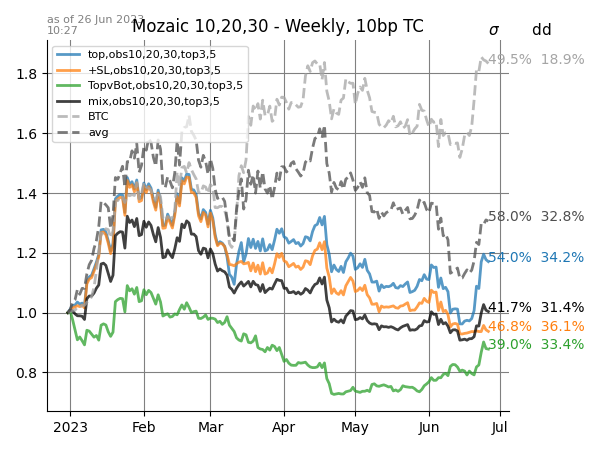 as of 26 Jun 2023
10:27
Mozaic 10,20,30 - Weekly, 10bp TC
σ dd
top,obs10,20,30,top3,5
+SL,obs10,20,30,top3,5
TopvBot,obs10,20,30,top3,5
mix,obs10,20,30,top3,5
BTC
avg
49.5% 18.9%
58.0% 32.8%
54.0% 34.2%
41.7% 31.4%
46.8% 36.1%
39.0% 33.4%
1.8
1.6
1.4
1.2
1.0
0.8
2023 Feb Mar Apr May Jun Jul